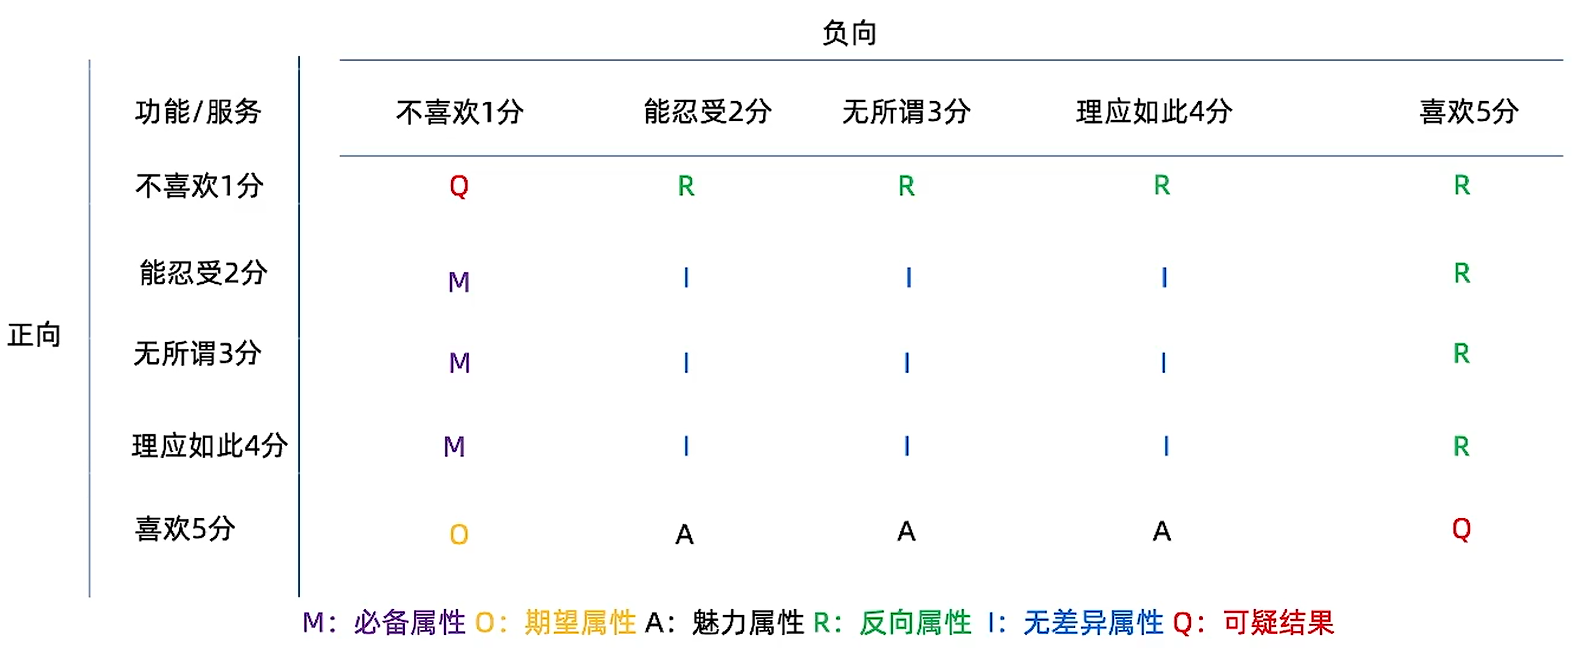 负向
功能/服务 不喜欢1分 能忍受2分 无所谓3分 理应如此4分 喜欢5分
不喜欢1分 Q R R R R
能忍受2分 M I I I R
正向
无所谓3分 M I I I R
理应如此4分 M I I I R
喜欢5分 O A A A Q
M：必备属性 O：期望属性 A：魅力属性 R：反向属性 I：无差异属性 Q：可疑结果